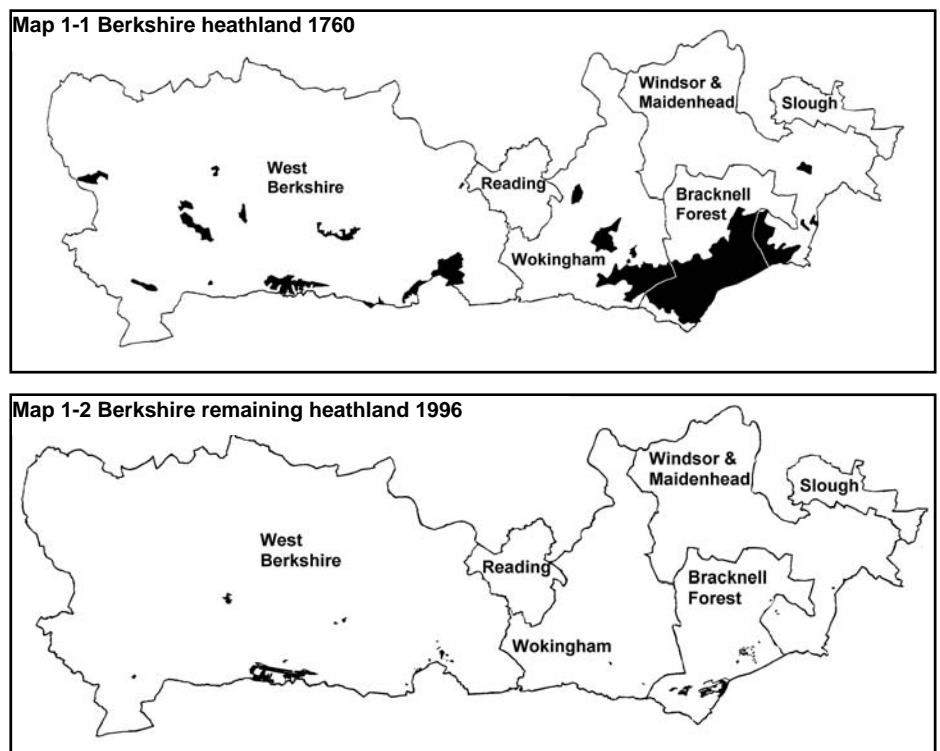 Map 1-1 Berkshire heathland 1760
Windsor &
Maidenhead
Slough
West
Berkshire
Reading
Bracknell
Forest
Wokingham
Map 1-2 Berkshire remaining heathland 1996
Windsor &
Maidenhead
Slough
West
Berkshire
Reading
Bracknell
Forest
Wokingham